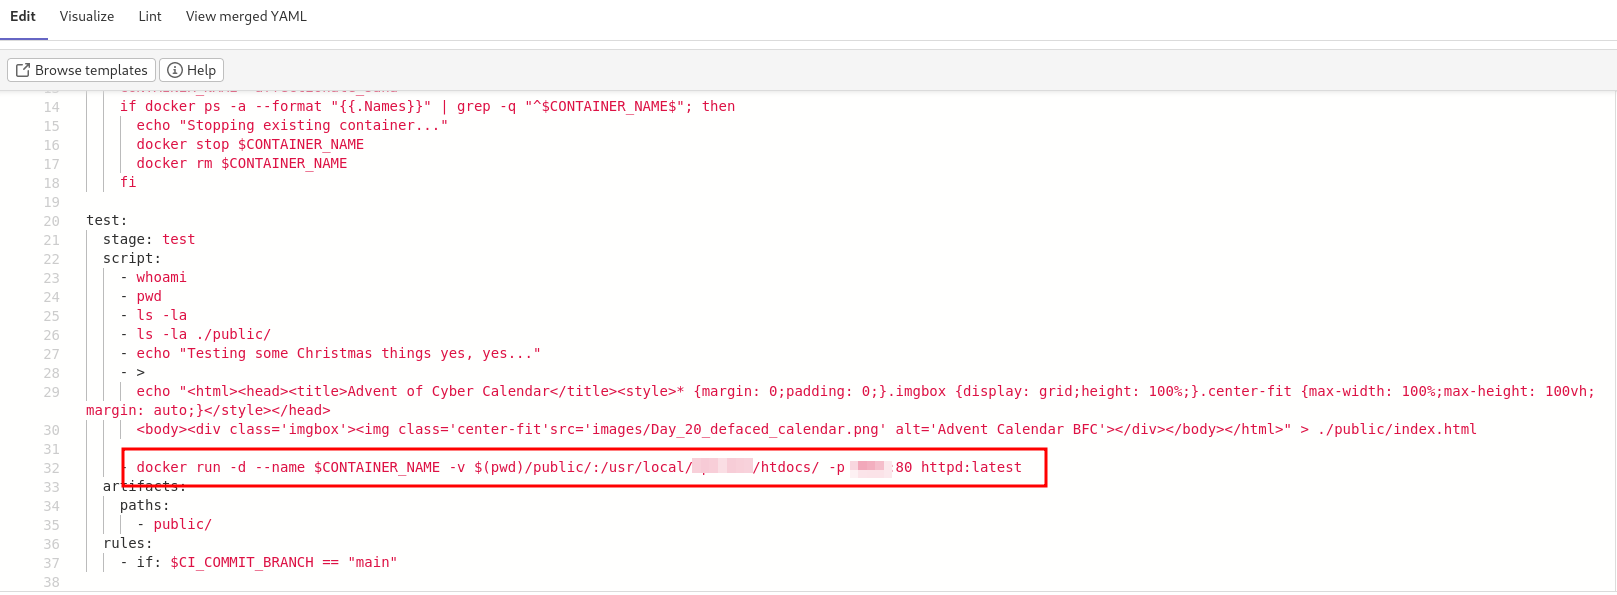 Edit Visualize Lint View merged YAML
Browse templates Help
14 if docker ps -a --format "{{.Names}}" | grep -q "^$CONTAINER_NAME$"; then
15 echo "Stopping existing container..."
16 docker stop $CONTAINER_NAME
17 docker rm $CONTAINER_NAME
18 fi
19
20 test:
21 stage: test
22 script:
23 - whoami
24 - pwd
25 - ls -la
26 - ls -la ./public/
27 - echo "Testing some Christmas things yes, yes..."
28 - >
29 echo "<html><head><title>Advent of Cyber Calendar</title><style>* {margin: 0;padding: 0;}.imgbox {display: grid;height: 100%;}.center-fit {max-width: 100%;max-height: 100vh;
margin: auto;}</style></head>
30 <body><div class='imgbox'><img class='center-fit'src='images/Day_20_defaced_calendar.png' alt='Advent Calendar BFC'></div></body></html>" > ./public/index.html
31
32 - docker run -d --name $CONTAINER_NAME -v $(pwd)/public/:/usr/local/ /htdocs/ -p :80 httpd:latest
33 artifacts:
34 paths:
35 - public/
36 rules:
37 - if: $CI_COMMIT_BRANCH == "main"
38